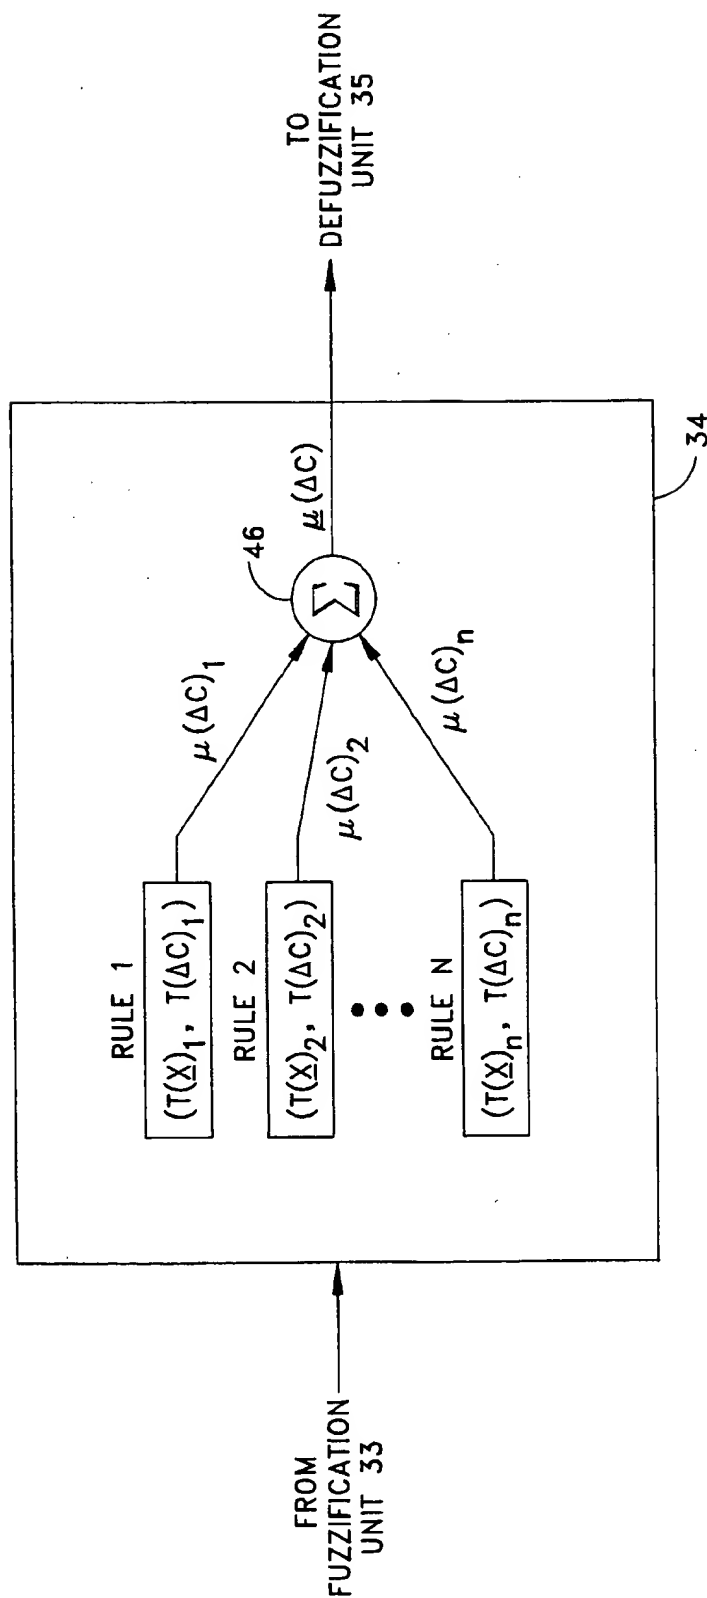 FROM
FUZZIFICATION
UNIT 33
RULE 1
(T(X)₁, T(ΔC)₁)
RULE 2
(T(X)₂, T(ΔC)₂)
RULE N
(T(X)ₙ, T(ΔC)ₙ)
μ(ΔC)₁
μ(ΔC)₂
μ(ΔC)ₙ
46
Σ
μ(ΔC)
34
TO
DEFUZZIFICATION
UNIT 35